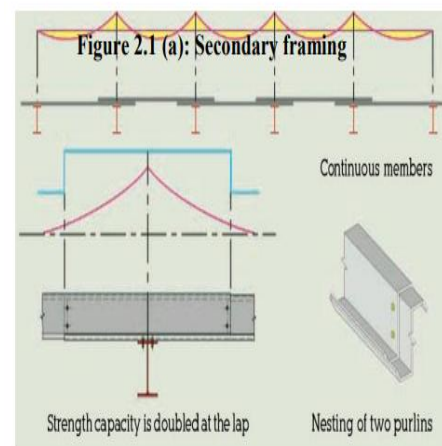 Figure 2.1 (a): Secondary framing
Continuous members
Strength capacity is doubled at the lap
Nesting of two purlins